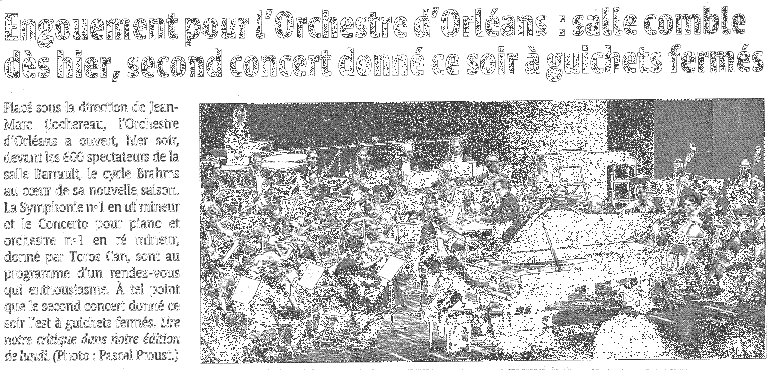 Engouement pour l'Orchestre d'Orléans : salle comble
dès hier, second concert donné ce soir à guichets fermés
Placé sous la direction de Jean-
Marc Cochereau, l'Orchestre
d'Orléans a ouvert, hier soir,
devant les 600 spectateurs de la
salle Barrault, le cycle Brahms
au cœur de sa nouvelle saison.
La Symphonie n°1 en ut mineur
et le Concerto pour piano et
orchestre n°1 en ré mineur,
donné par Toros Can, sont au
programme d'un rendez-vous
qui enthousiasme. À tel point
que le second concert donné ce
soir l'est à guichets fermés. Lire
notre critique dans notre édition
de lundi. (Photo : Pascal Proust.)